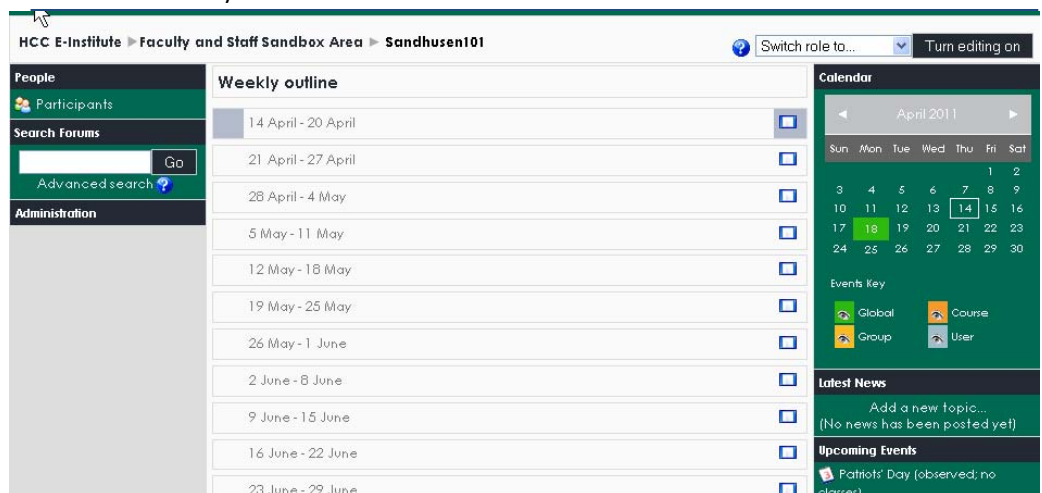 HCC E-Institute ► Faculty and Staff Sandbox Area ► Sandhusen101
Switch role to...
Turn editing on
People
Participants
Search Forums
Go
Advanced search
Administration
Weekly outline
14 April - 20 April
21 April - 27 April
28 April - 4 May
5 May - 11 May
12 May - 18 May
19 May - 25 May
26 May - 1 June
2 June - 8 June
9 June - 15 June
16 June - 22 June
23 June - 29 June
Calendar
◄ April 2011 ►
Sun Mon Tue Wed Thu Fri Sat
1 2
3 4 5 6 7 8 9
10 11 12 13 14 15 16
17 18 19 20 21 22 23
24 25 26 27 28 29 30
Events Key
Global Course
Group User
Latest News
Add a new topic...
(No news has been posted yet)
Upcoming Events
Patriots' Day (observed; no
classes)